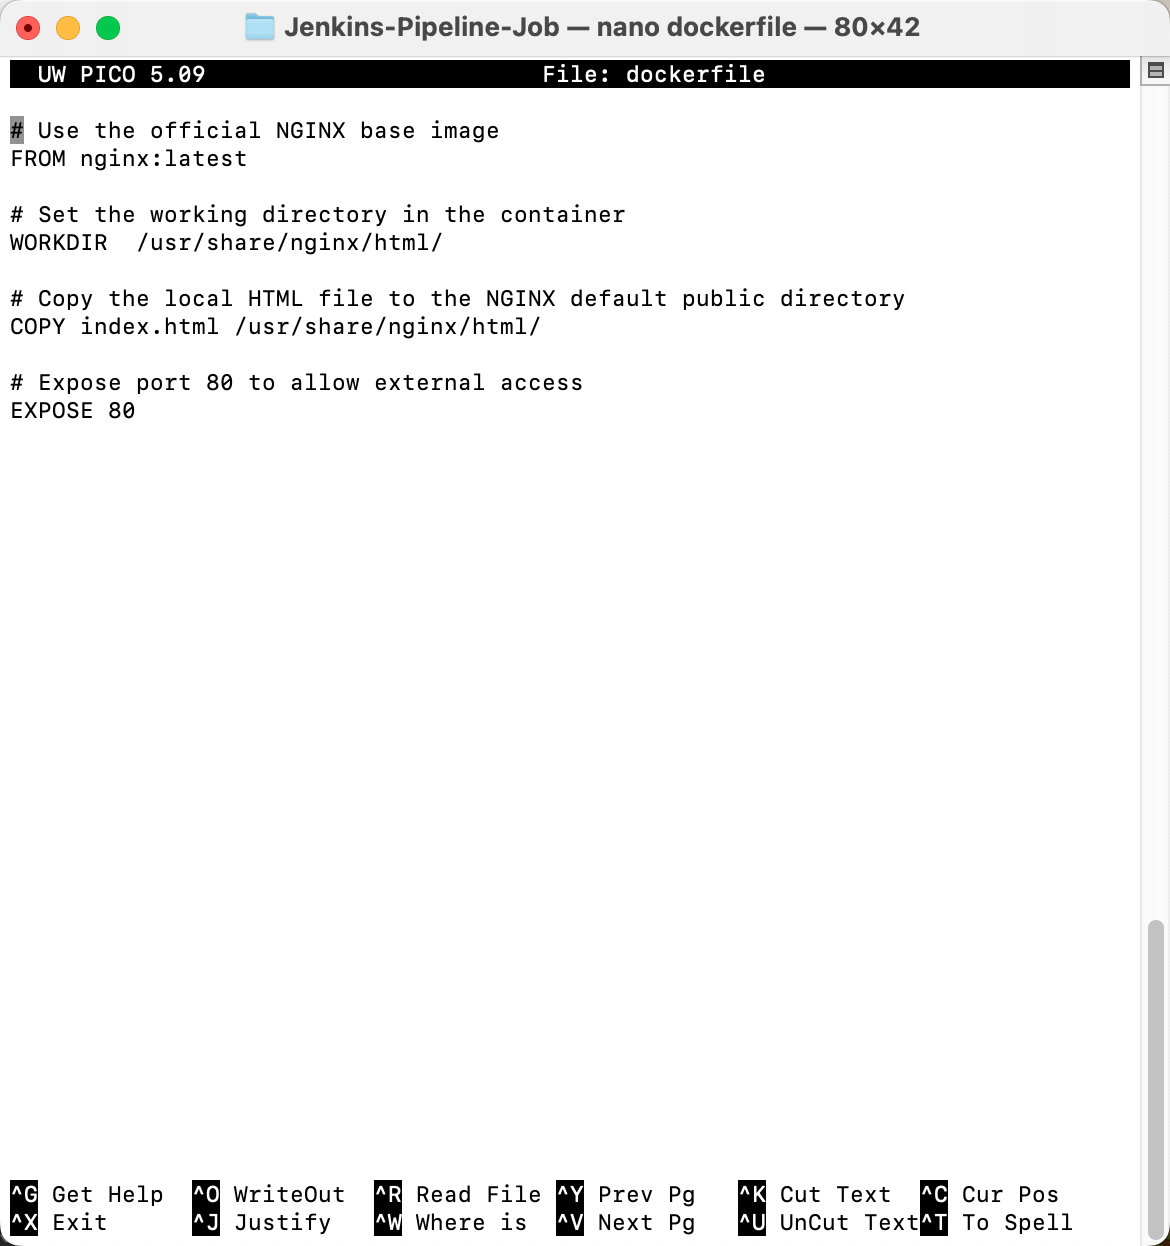 Jenkins-Pipeline-Job — nano dockerfile — 80×42
UW PICO 5.09 File: dockerfile
# Use the official NGINX base image
FROM nginx:latest
# Set the working directory in the container
WORKDIR  /usr/share/nginx/html/
# Copy the local HTML file to the NGINX default public directory
COPY index.html /usr/share/nginx/html/
# Expose port 80 to allow external access
EXPOSE 80
^G Get Help ^O WriteOut ^R Read File ^Y Prev Pg ^K Cut Text ^C Cur Pos
^X Exit ^J Justify ^W Where is ^V Next Pg ^U UnCut Text^T To Spell